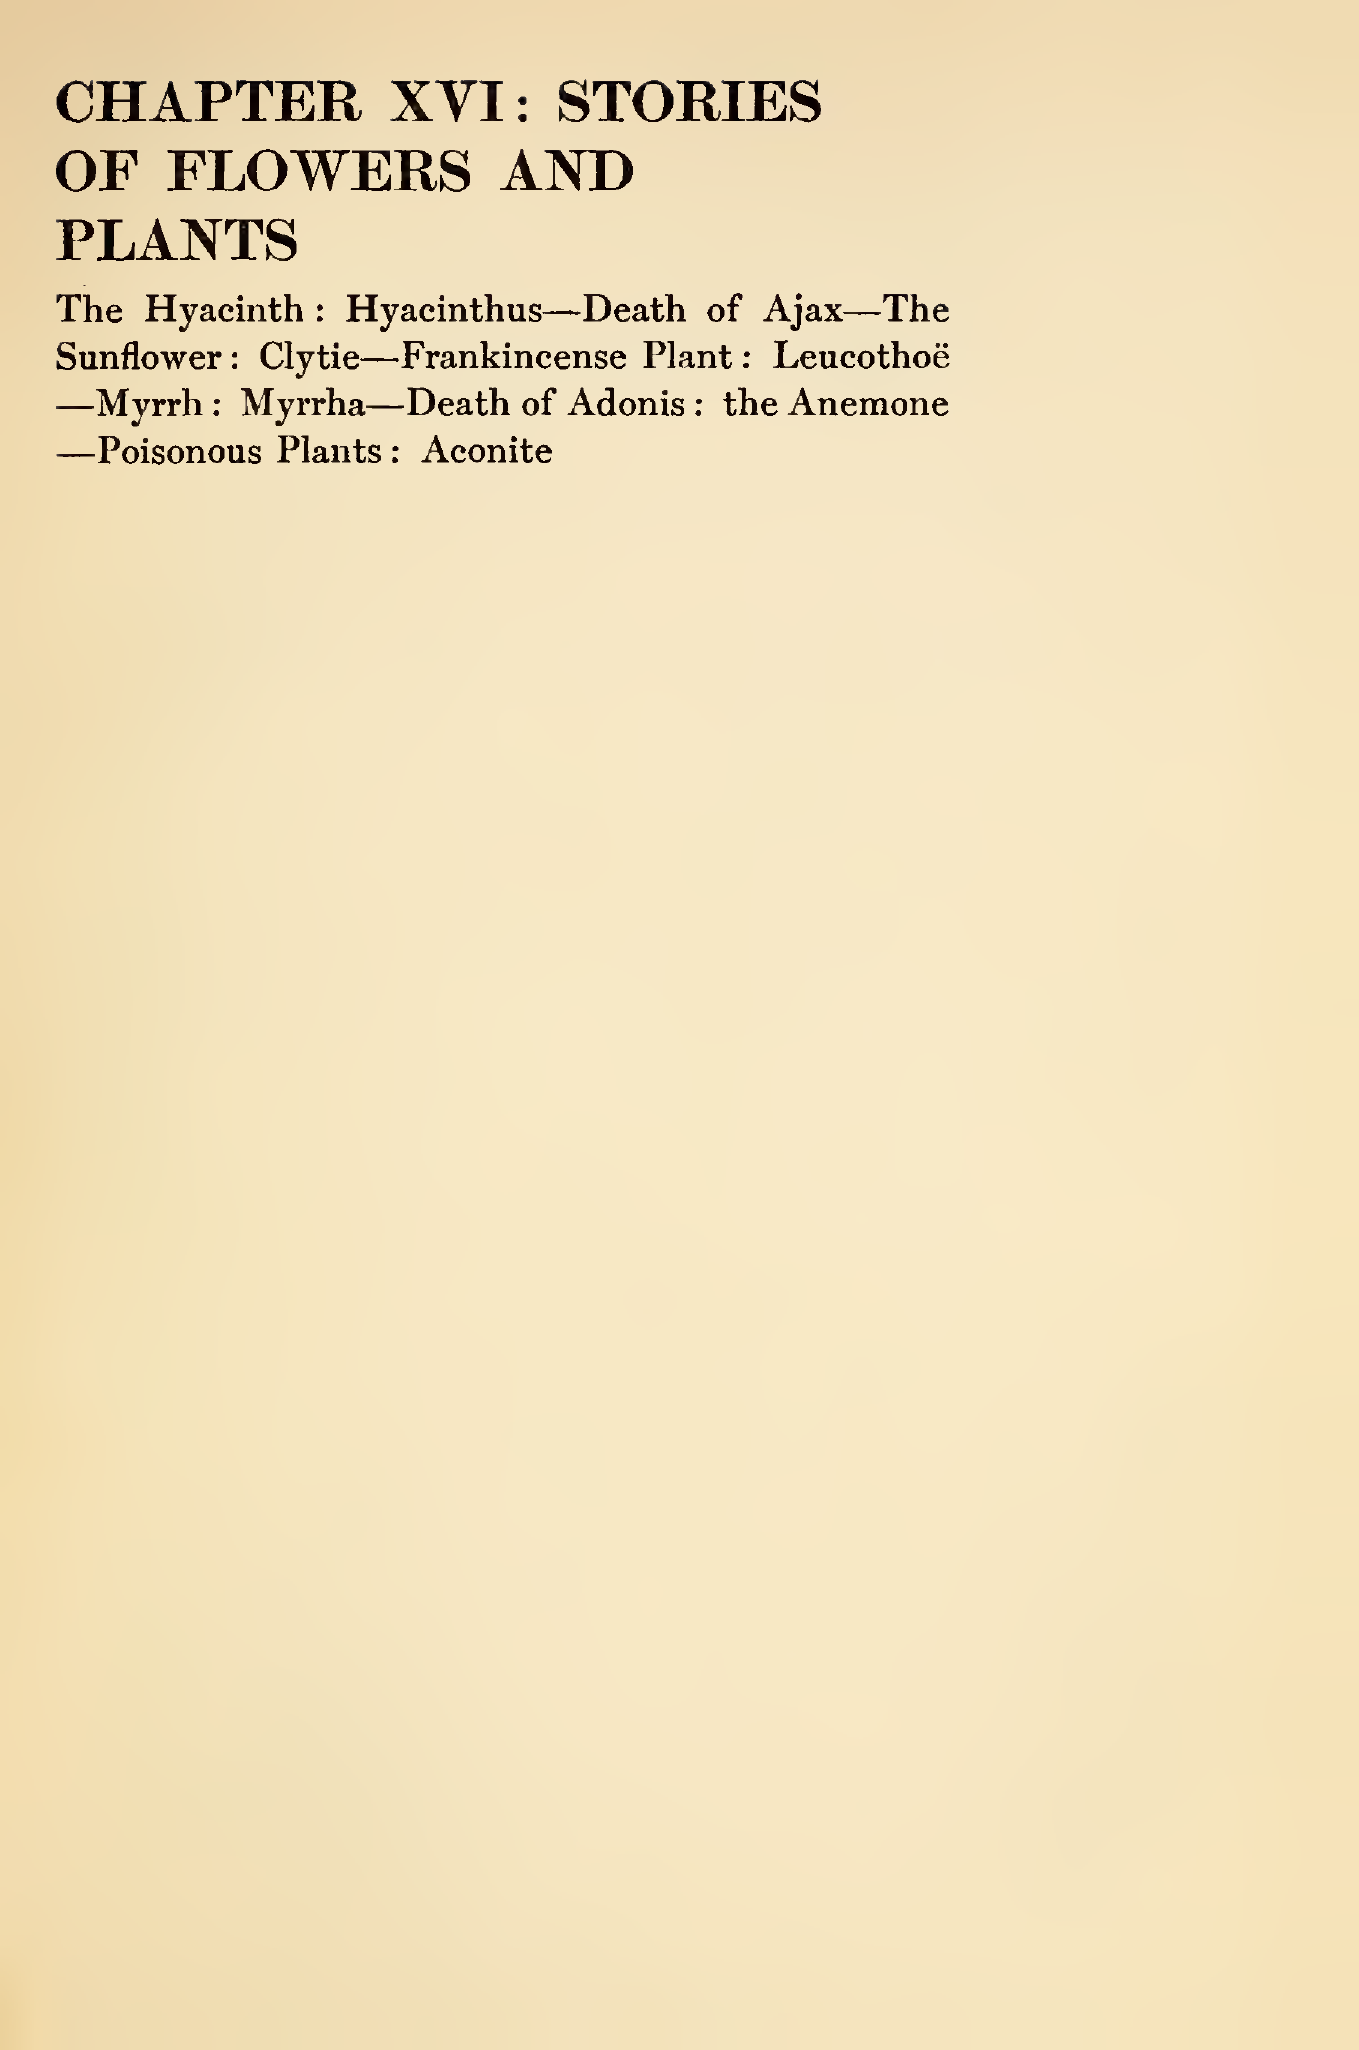 CHAPTER XVI: STORIES
OF FLOWERS AND
PLANTS
The Hyacinth: Hyacinthus—Death of Ajax—The
Sunflower: Clytie—Frankincense Plant: Leucothoë
—Myrrh: Myrrha—Death of Adonis: the Anemone
—Poisonous Plants: Aconite